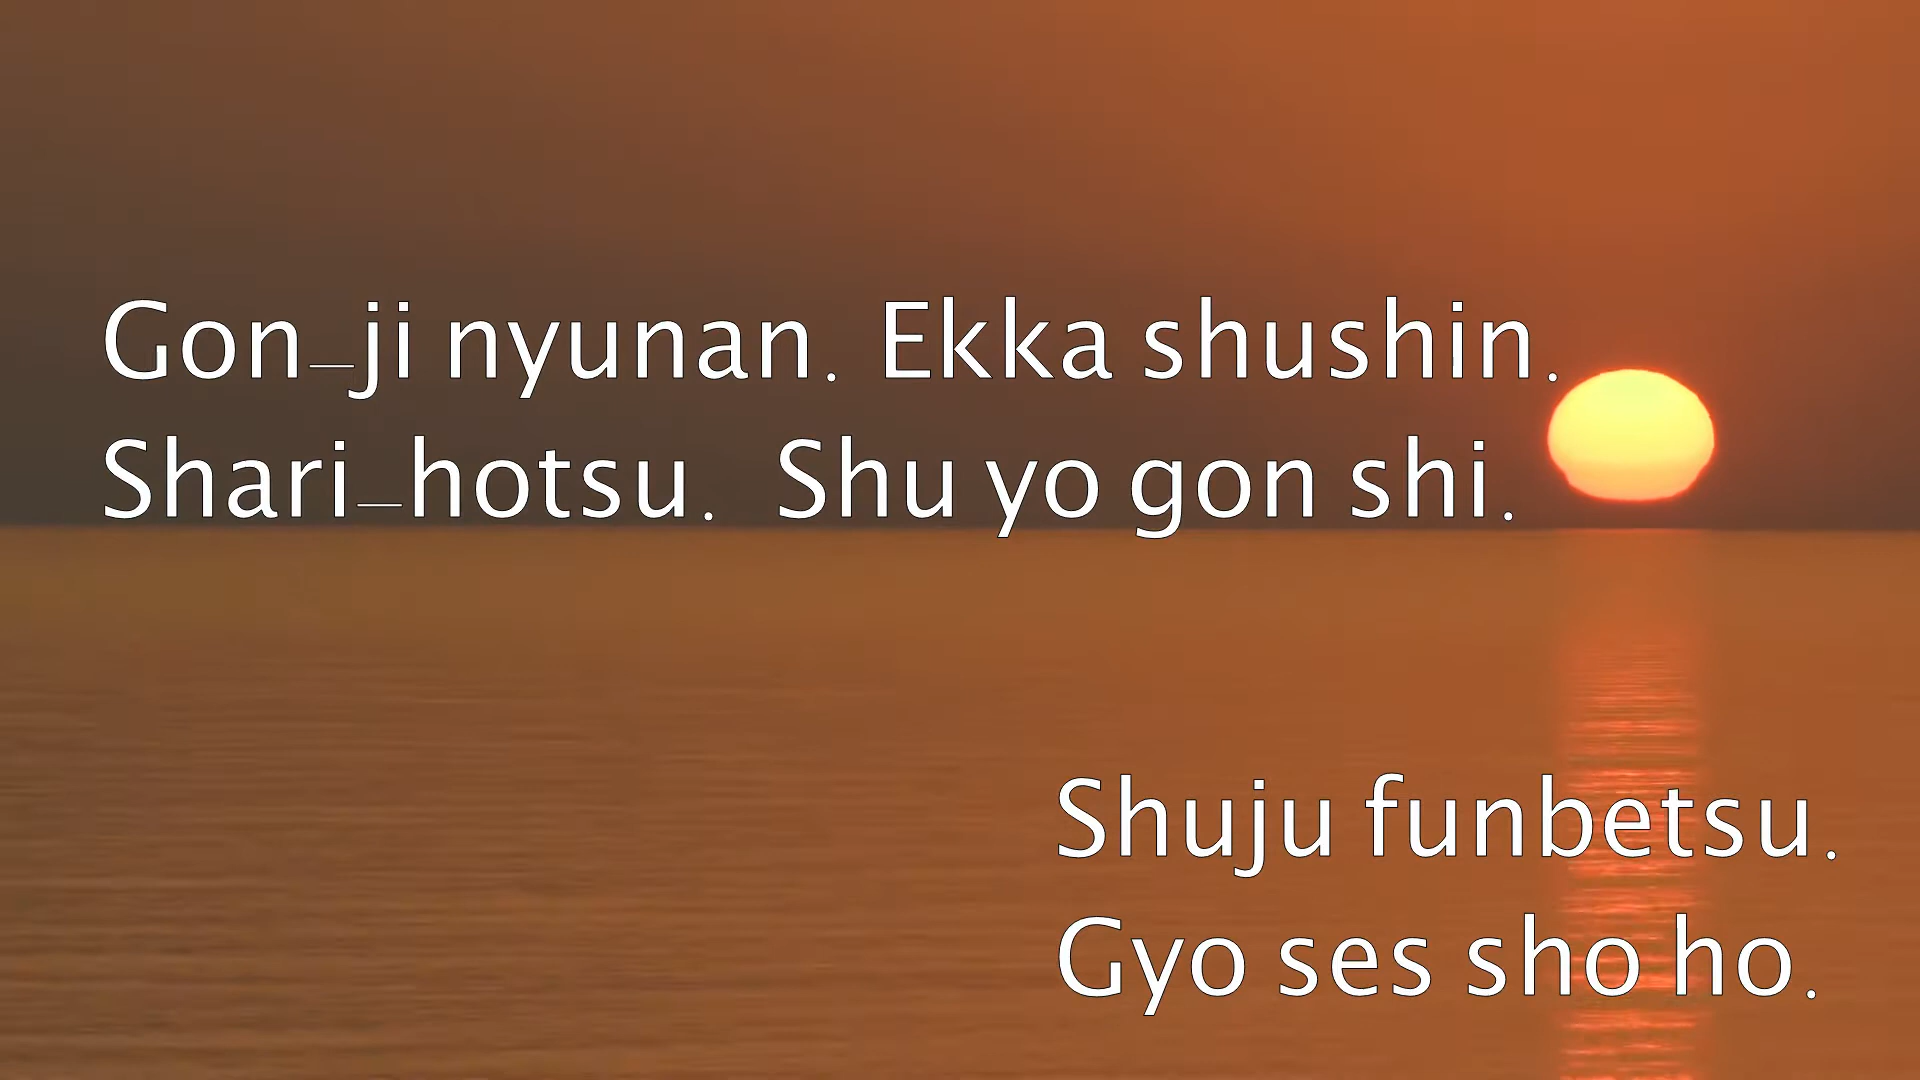 Gon–ji nyunan. Ekka shushin.
Shari–hotsu. Shu yo gon shi.
Shuju funbetsu.
Gyo ses sho ho.